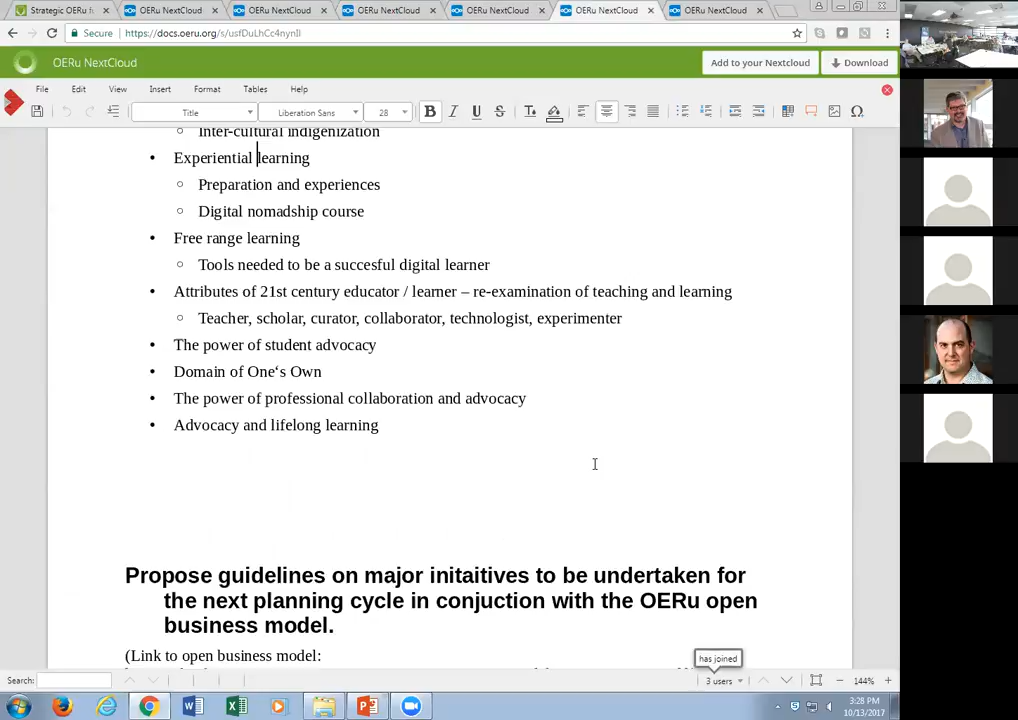 Strategic OERu fu
OERu NextCloud
OERu NextCloud
OERu NextCloud
OERu NextCloud
OERu NextCloud
OERu NextCloud
Secure
https://docs.oeru.org/s/usfDuLhCc4nynIl
OERu NextCloud
Add to your Nextcloud
Download
File Edit View Insert Format Tables Help
Title
Liberation Sans
28
Inter-cultural indigenization
Experiential learning
Preparation and experiences
Digital nomadship course
Free range learning
Tools needed to be a succesful digital learner
Attributes of 21st century educator / learner – re-examination of teaching and learning
Teacher, scholar, curator, collaborator, technologist, experimenter
The power of student advocacy
Domain of One‘s Own
The power of professional collaboration and advocacy
Advocacy and lifelong learning
Propose guidelines on major initaitives to be undertaken for
the next planning cycle in conjuction with the OERu open
business model.
(Link to open business model:
has joined
Search:
3 users
144%
3:28 PM
10/13/2017